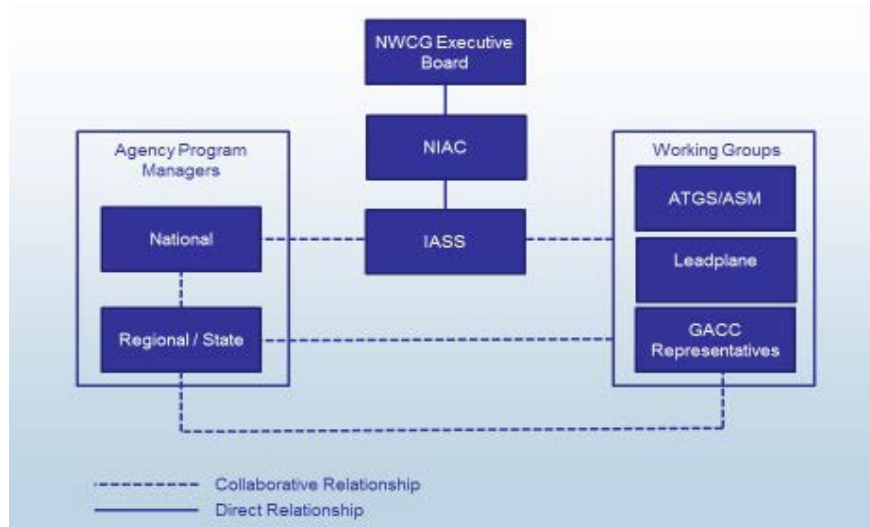 NWCG Executive
Board
NIAC
IASS
Agency Program
Managers
National
Regional / State
Working Groups
ATGS/ASM
Leadplane
GACC
Representatives
Collaborative Relationship
Direct Relationship